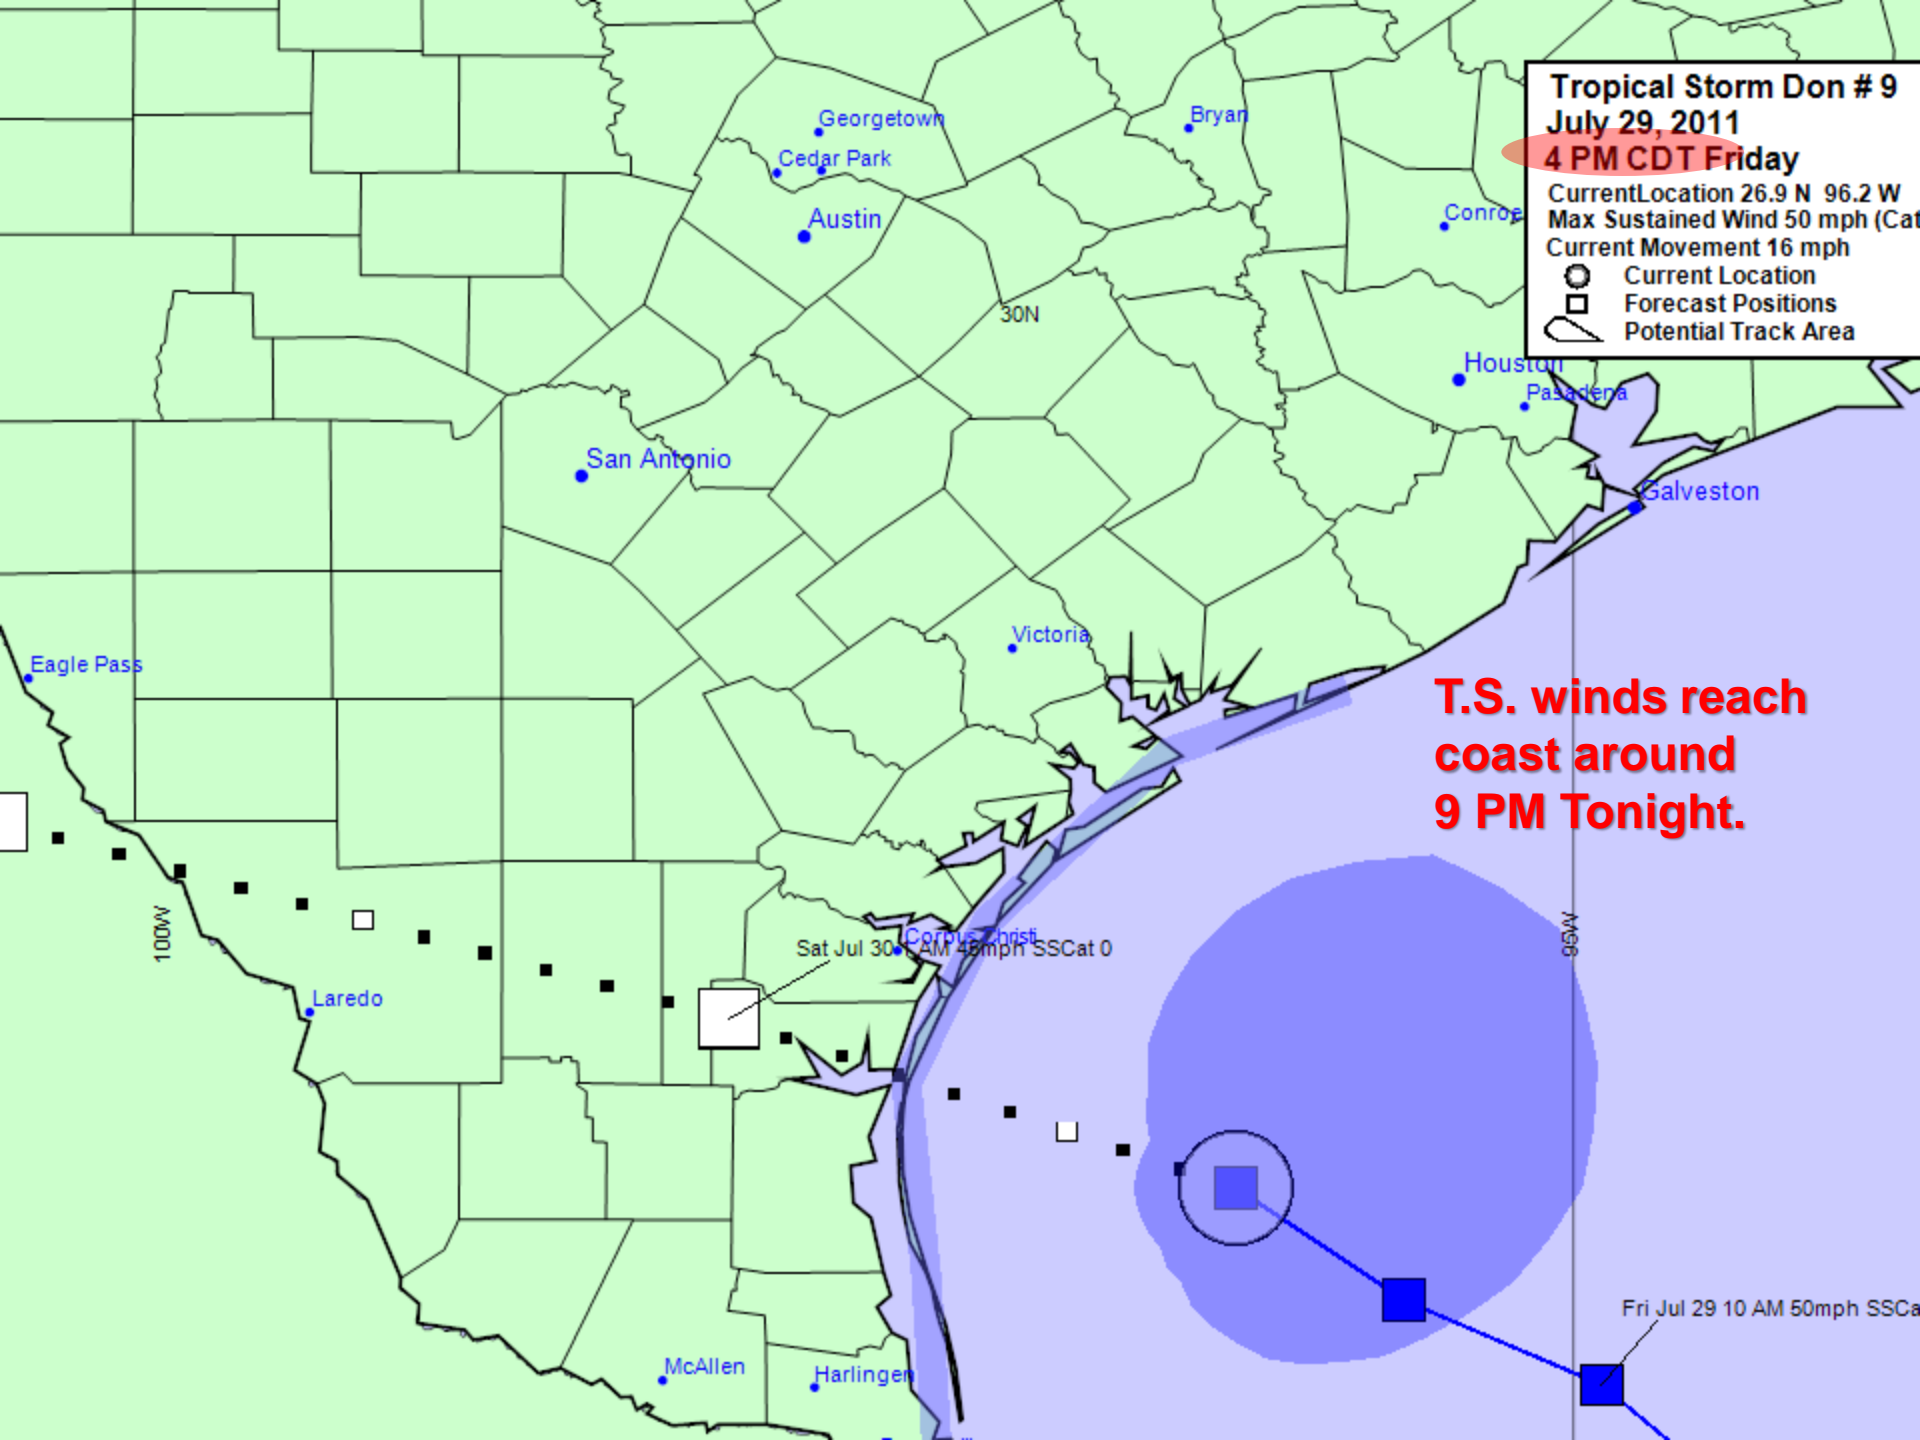 Tropical Storm Don # 9
July 29, 2011
4 PM CDT Friday
CurrentLocation 26.9 N 96.2 W
Max Sustained Wind 50 mph (Cat
Current Movement 16 mph
Current Location
Forecast Positions
Potential Track Area
Georgetown
Bryan
Cedar Park
Austin
Conroe
30N
Houston
Pasadena
San Antonio
Galveston
Victoria
Eagle Pass
T.S. winds reach
coast around
9 PM Tonight.
100W
Corpus Christi
Sat Jul 30 1 AM 45mph SSCat 0
Laredo
Fri Jul 29 10 AM 50mph SSCa
McAllen
Harlingen